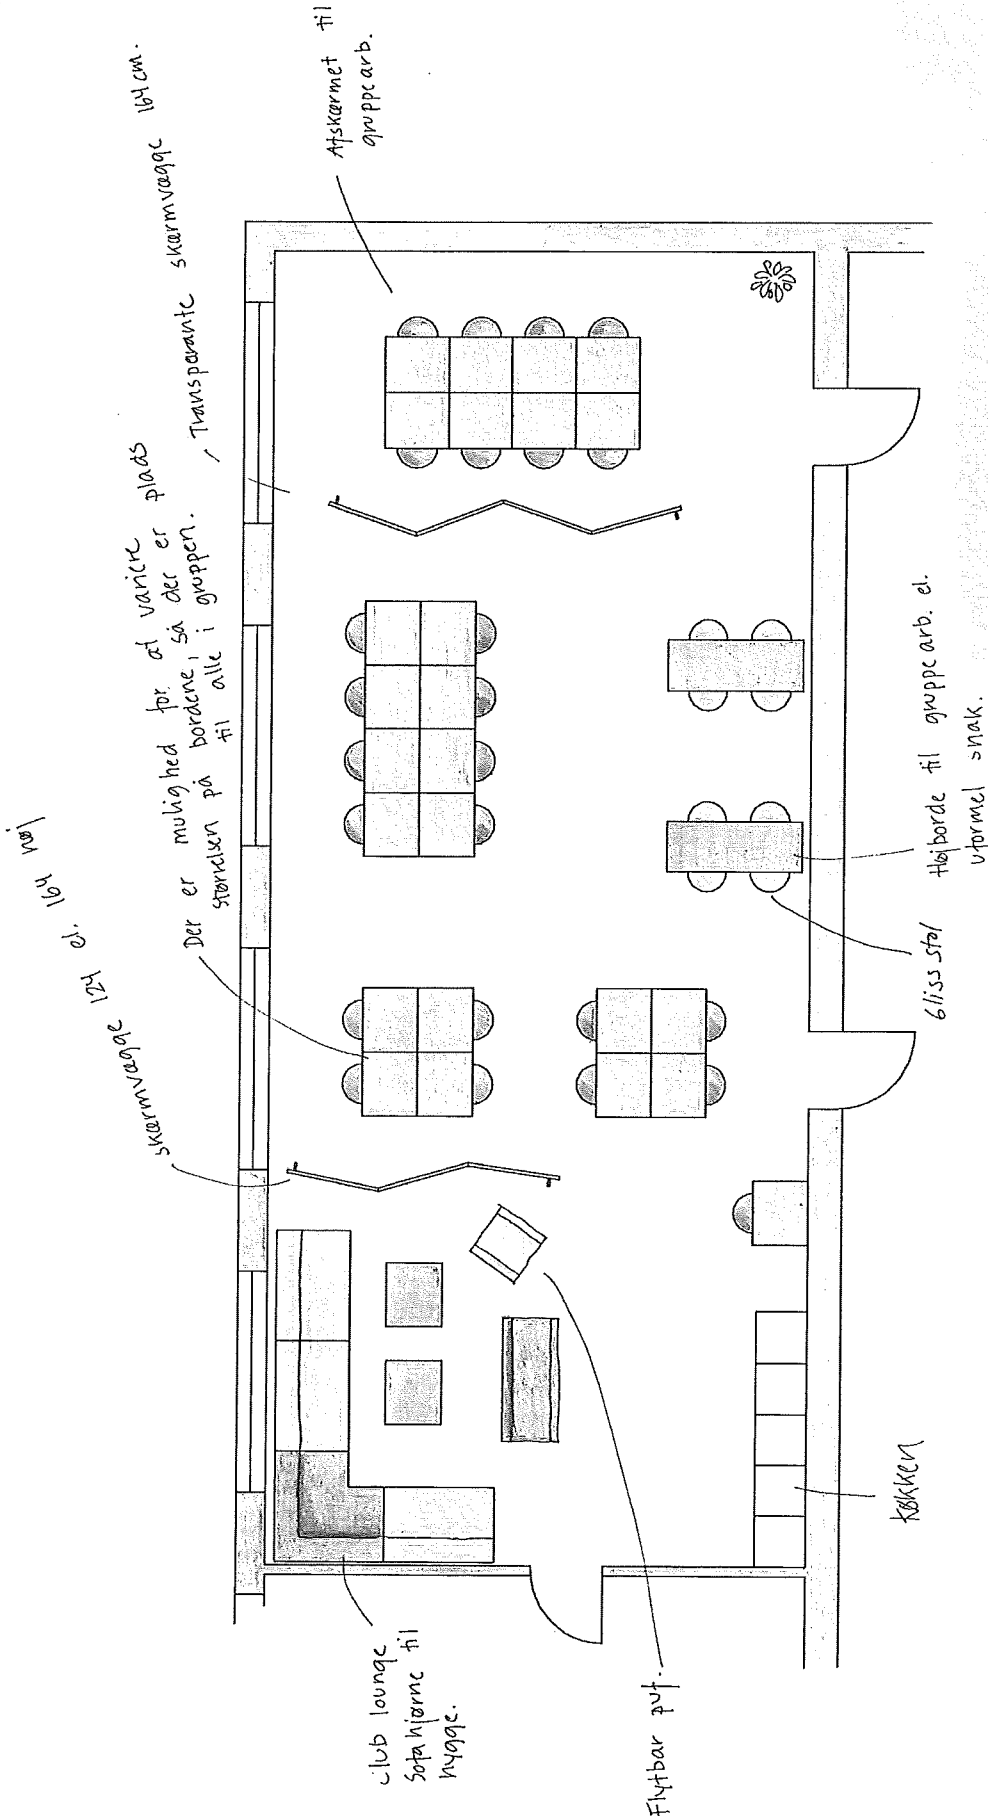 Club lounge
Sofahjørne til
hygge.
Flytbar puf.
skærmvægge 124 el. 164 høj
Der er mulighed for at variere
størrelsen på bordene, så der er plads
til alle i gruppen.
Transperante skærmvægge 164 cm.
Afskærmet til
gruppearb.
køkken
Gliss stol
Højborde til gruppearb. el.
uformel snak.